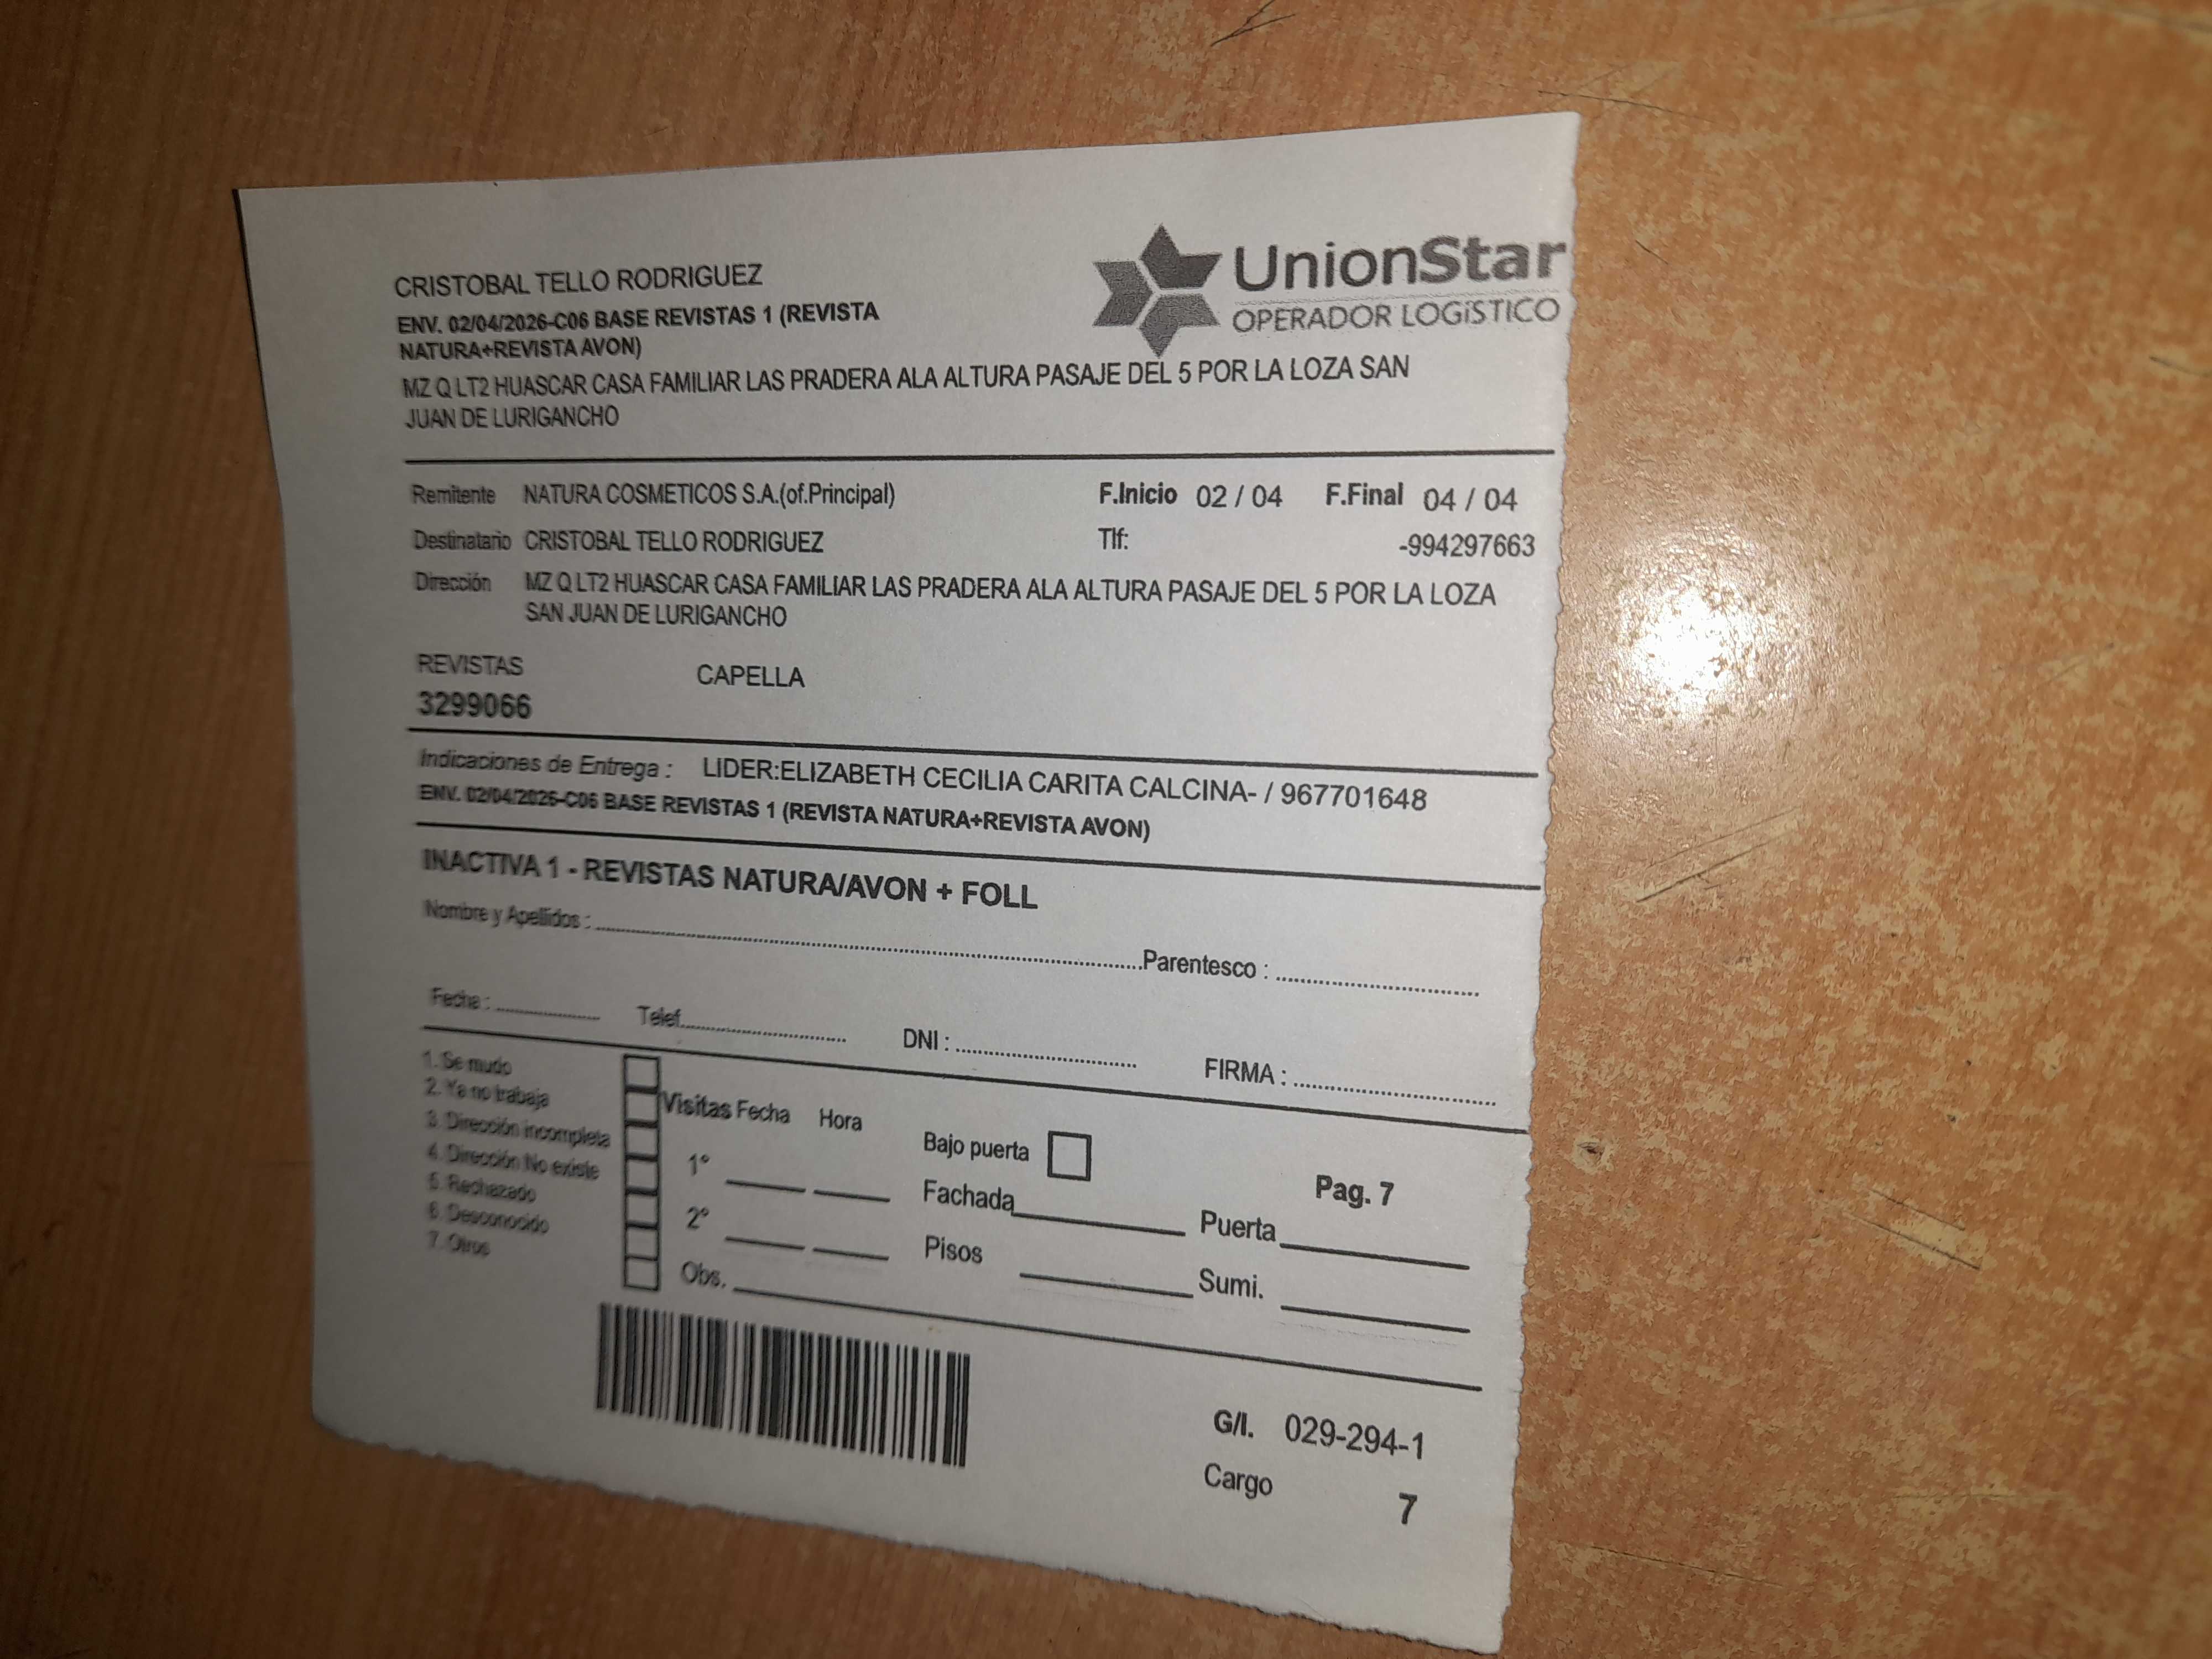 CRISTOBAL TELLO RODRIGUEZ
ENV. 02/04/2026-C06 BASE REVISTAS 1 (REVISTA
NATURA+REVISTA AVON)
UnionStar
OPERADOR LOGíSTICO
MZ Q LT2 HUASCAR CASA FAMILIAR LAS PRADERA ALA ALTURA PASAJE DEL 5 POR LA LOZA SAN
JUAN DE LURIGANCHO
Remitente NATURA COSMETICOS S.A.(of.Principal) F.Inicio 02 / 04 F.Final 04 / 04
Destinatario CRISTOBAL TELLO RODRIGUEZ Tlf: -994297663
Dirección MZ Q LT2 HUASCAR CASA FAMILIAR LAS PRADERA ALA ALTURA PASAJE DEL 5 POR LA LOZA
SAN JUAN DE LURIGANCHO
REVISTAS CAPELLA
3299066
Indicaciones de Entrega : LIDER:ELIZABETH CECILIA CARITA CALCINA- / 967701648
ENV. 02/04/2026-C06 BASE REVISTAS 1 (REVISTA NATURA+REVISTA AVON)
INACTIVA 1 - REVISTAS NATURA/AVON + FOLL
Nombre y Apellidos : Parentesco :
Fecha : Telef. DNI : FIRMA :
1. Se mudo
2. Ya no trabaja
3. Dirección incompleta
4. Dirección No existe
5. Rechazado
6. Desconocido
7. Otros
Visitas Fecha Hora
1°
2°
Obs.
Bajo puerta
Pag. 7
Fachada Puerta
Pisos Sumi.
G/I. 029-294-1
Cargo 7